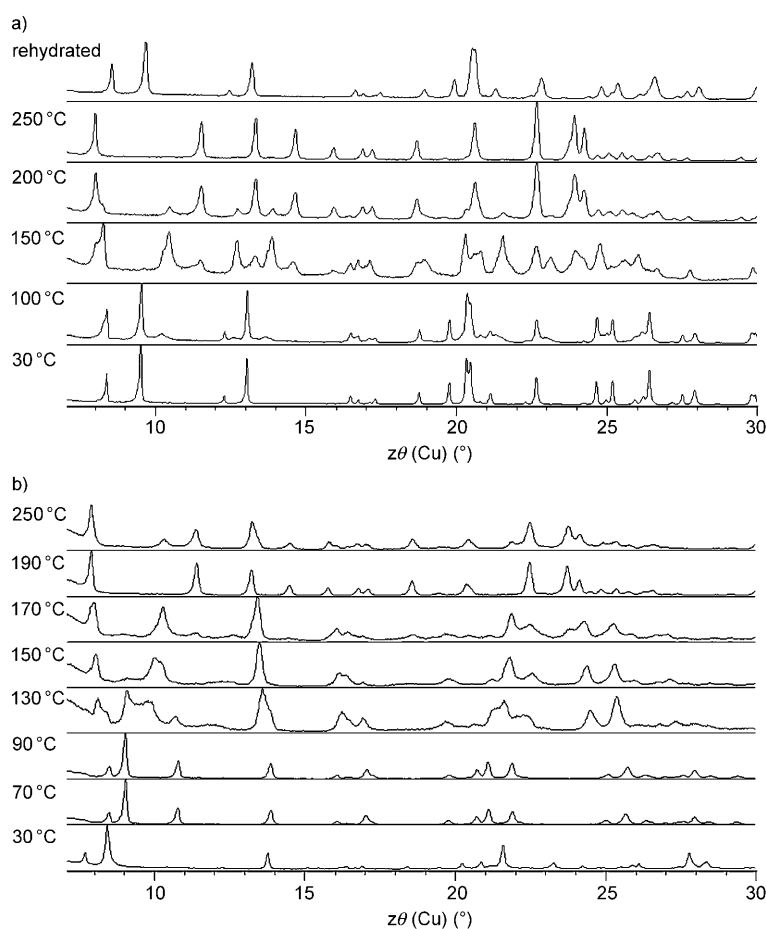 a)
rehydrated
250 °C
200 °C
150 °C
100 °C
30 °C
10 15 20 25 30
zθ (Cu) (°)
b)
250 °C
190 °C
170 °C
150 °C
130 °C
90 °C
70 °C
30 °C
10 15 20 25 30
zθ (Cu) (°)